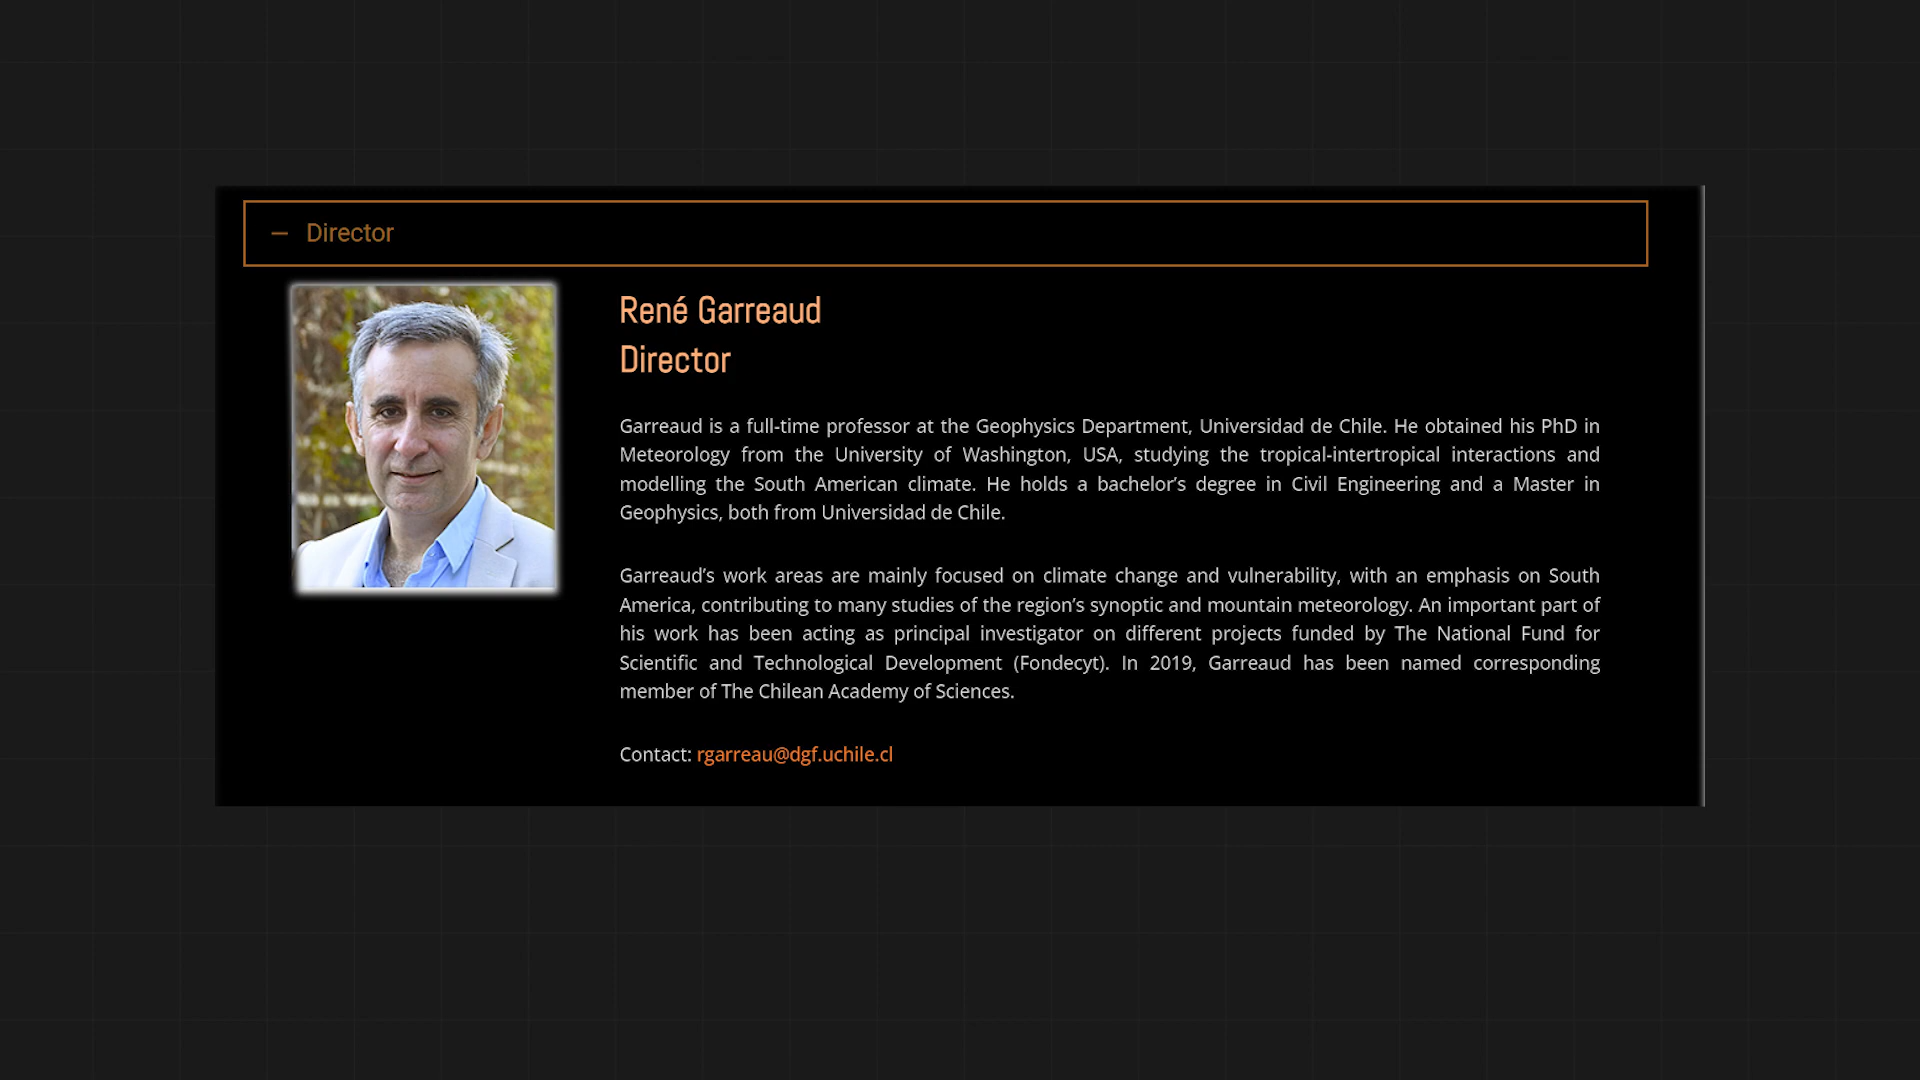 — Director
René Garreaud
Director
Garreaud is a full-time professor at the Geophysics Department, Universidad de Chile. He obtained his PhD in
Meteorology from the University of Washington, USA, studying the tropical-intertropical interactions and
modelling the South American climate. He holds a bachelor’s degree in Civil Engineering and a Master in
Geophysics, both from Universidad de Chile.
Garreaud’s work areas are mainly focused on climate change and vulnerability, with an emphasis on South
America, contributing to many studies of the region’s synoptic and mountain meteorology. An important part of
his work has been acting as principal investigator on different projects funded by The National Fund for
Scientific and Technological Development (Fondecyt). In 2019, Garreaud has been named corresponding
member of The Chilean Academy of Sciences.
Contact: rgarreau@dgf.uchile.cl